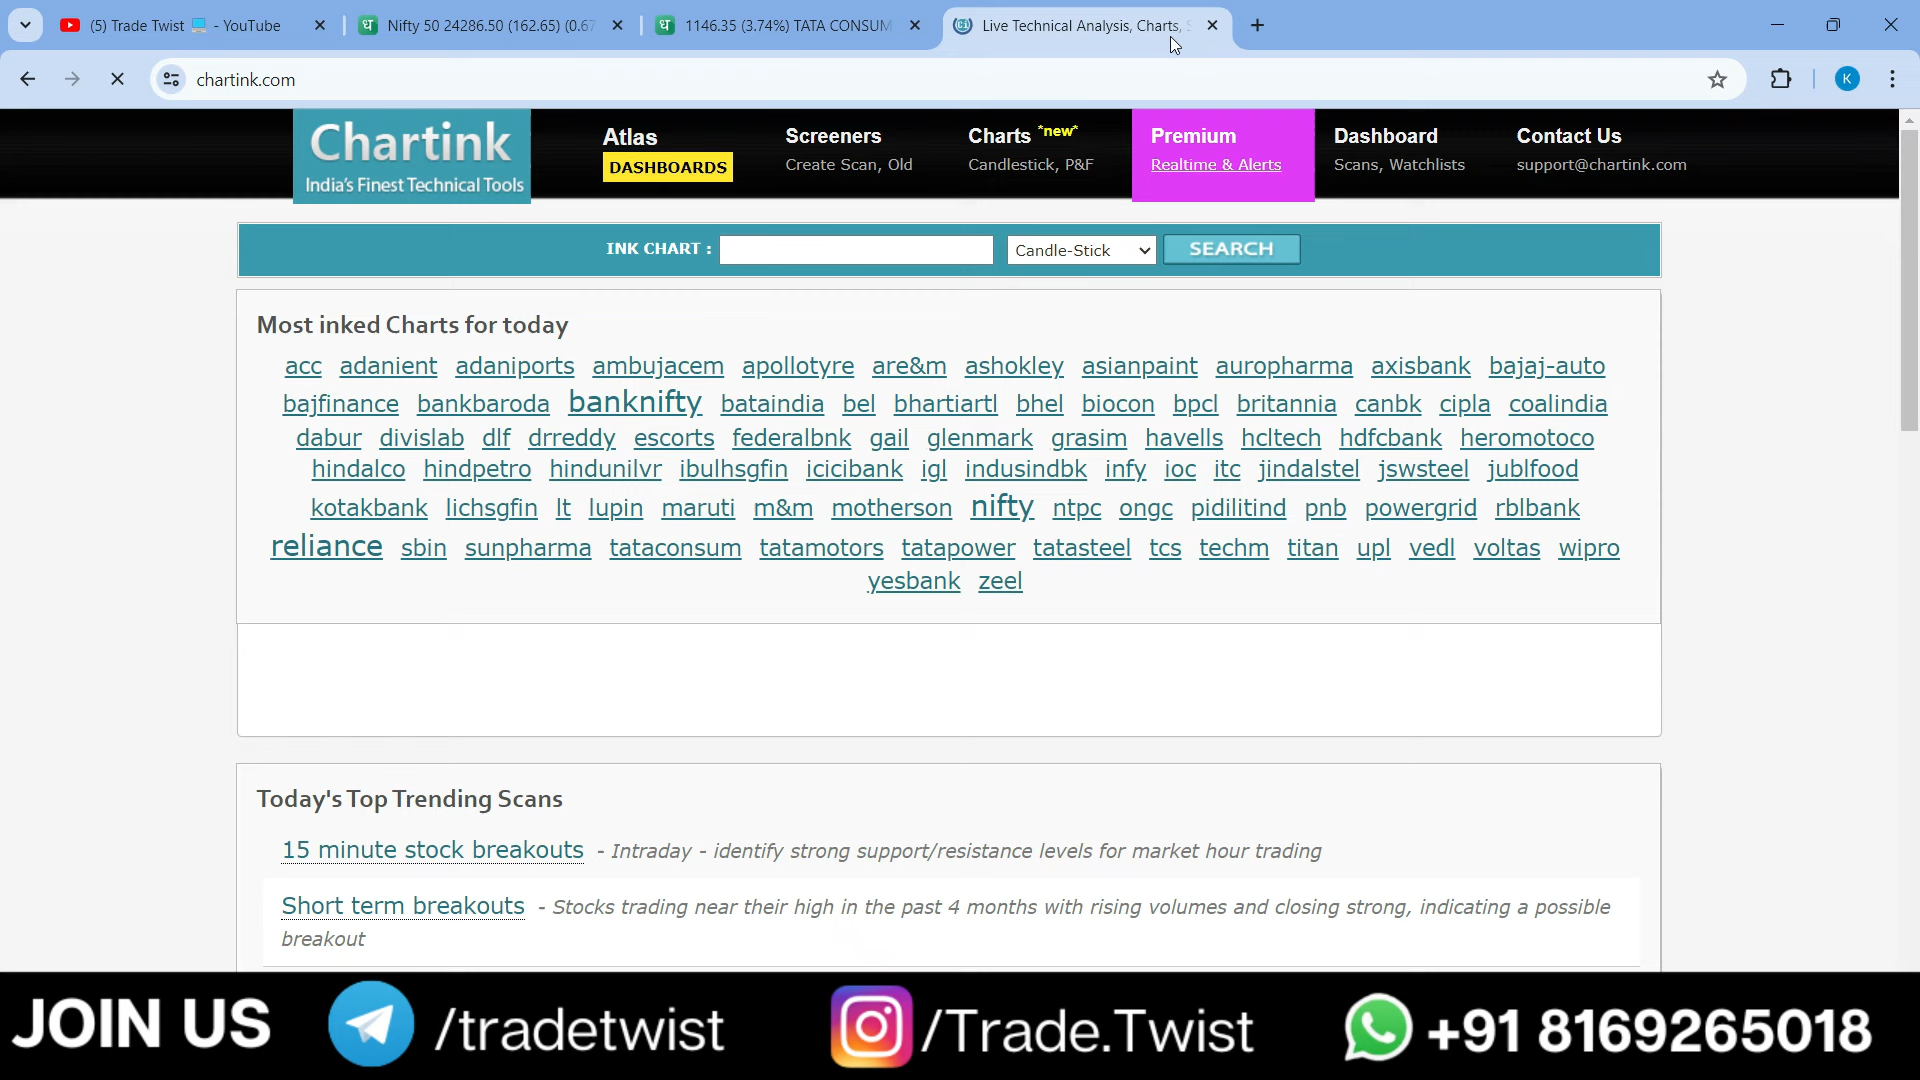 (5) Trade Twist 💻 - YouTube
Nifty 50 24286.50 (162.65) (0.67
1146.35 (3.74%) TATA CONSUM
Live Technical Analysis, Charts, S
chartink.com
K
Chartink
India's Finest Technical Tools
Atlas
DASHBOARDS
Screeners
Create Scan, Old
Charts *new*
Candlestick, P&F
Premium
Realtime & Alerts
Dashboard
Scans, Watchlists
Contact Us
support@chartink.com
INK CHART : Candle-Stick SEARCH
Most inked Charts for today
acc adanient adaniports ambujacem apollotyre are&m ashokley asianpaint auropharma axisbank bajaj-auto
bajfinance bankbaroda banknifty bataindia bel bhartiartl bhel biocon bpcl britannia canbk cipla coalindia
dabur divislab dlf drreddy escorts federalbnk gail glenmark grasim havells hcltech hdfcbank heromotoco
hindalco hindpetro hindunilvr ibulhsgfin icicibank igl indusindbk infy ioc itc jindalstel jswsteel jublfood
kotakbank lichsgfin lt lupin maruti m&m motherson nifty ntpc ongc pidilitind pnb powergrid rblbank
reliance sbin sunpharma tataconsum tatamotors tatapower tatasteel tcs techm titan upl vedl voltas wipro
yesbank zeel
Today's Top Trending Scans
15 minute stock breakouts - Intraday - identify strong support/resistance levels for market hour trading
Short term breakouts - Stocks trading near their high in the past 4 months with rising volumes and closing strong, indicating a possible
breakout
JOIN US /tradetwist /Trade.Twist +91 8169265018